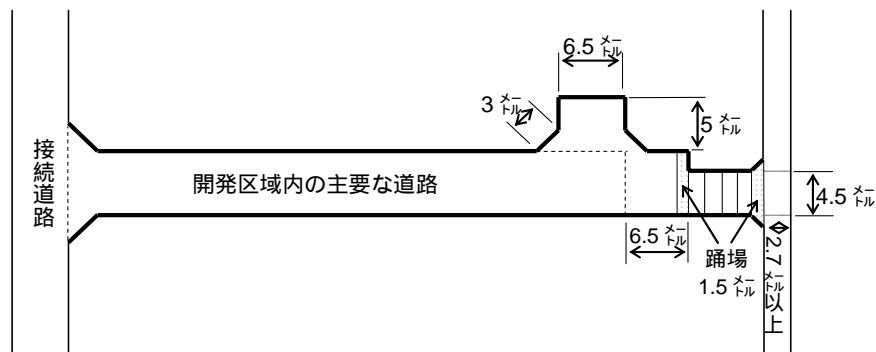 6.5 メートル
3 メートル
5 メートル
接続道路
開発区域内の主要な道路
4.5 メートル
6.5 メートル
踊場
1.5 メートル
2.7 メートル以上